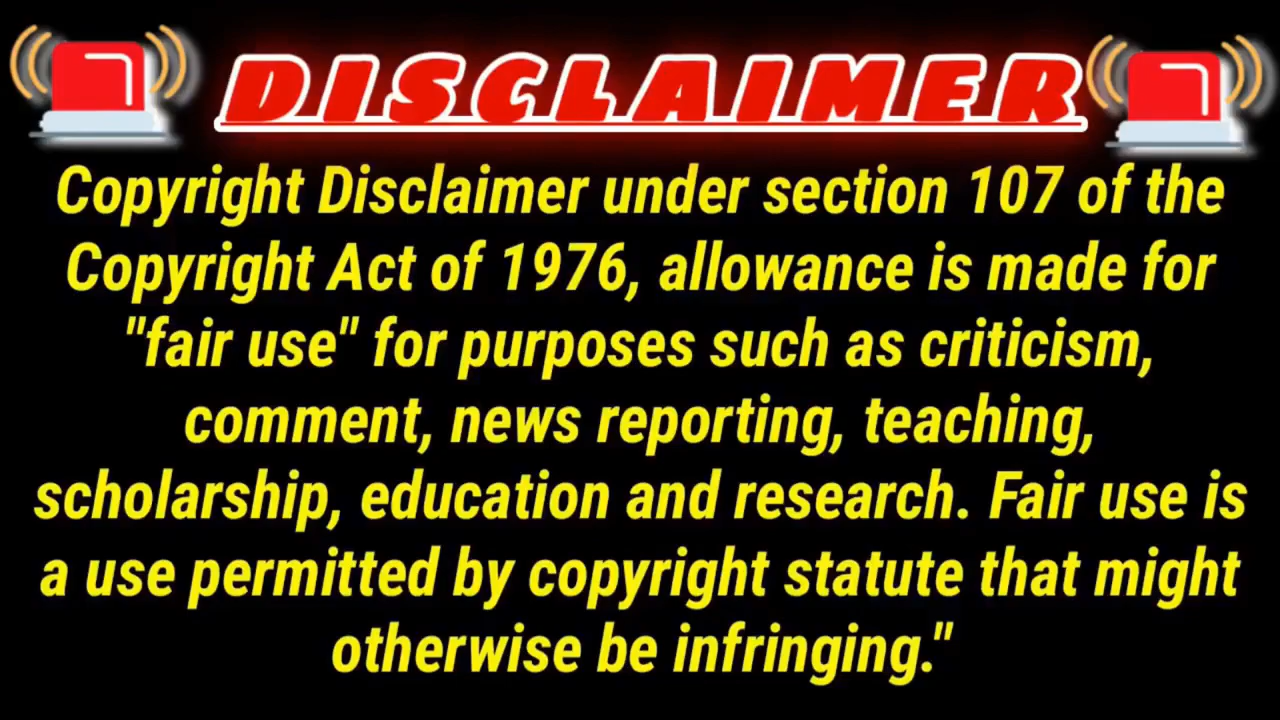 DISCLAIMER
Copyright Disclaimer under section 107 of the
Copyright Act of 1976, allowance is made for
"fair use" for purposes such as criticism,
comment, news reporting, teaching,
scholarship, education and research. Fair use is
a use permitted by copyright statute that might
otherwise be infringing."